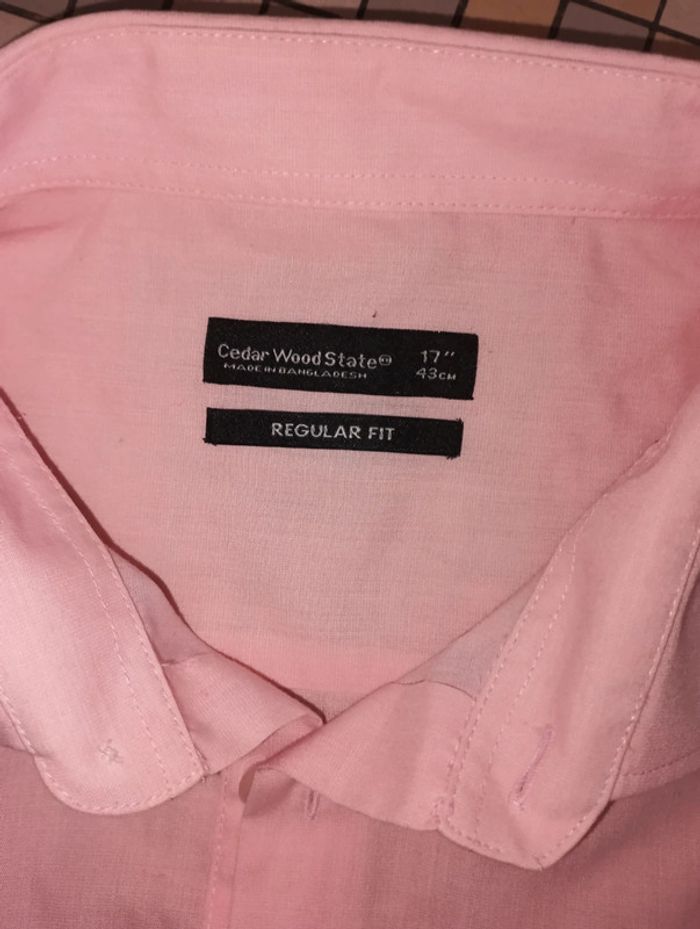 Cedar Wood State
MADE IN BANGLADESH
17"
43CM
REGULAR FIT